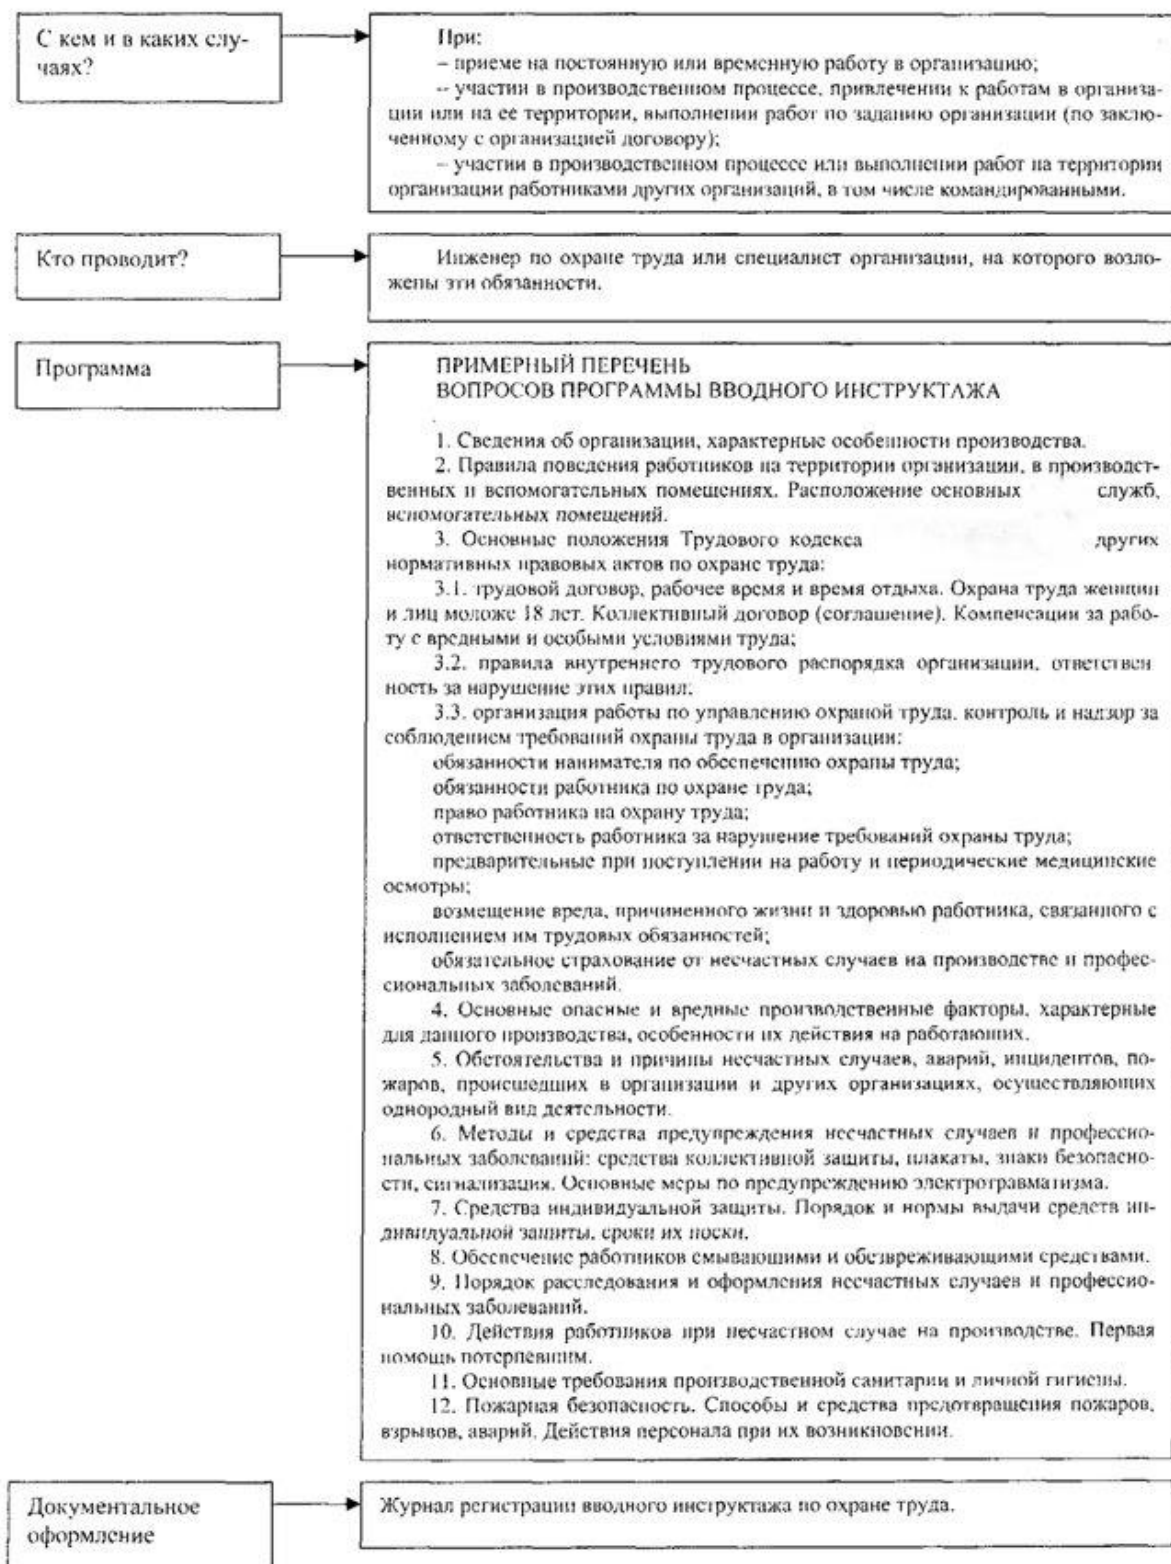 С кем и в каких слу-
чаях?
При:
– приеме на постоянную или временную работу в организацию;
– участии в производственном процессе, привлечении к работам в организа-
ции или на ее территории, выполнении работ по заданию организации (по заклю-
ченному с организацией договору);
– участии в производственном процессе или выполнении работ на территории
организации работниками других организаций, в том числе командированными.
Кто проводит?
Инженер по охране труда или специалист организации, на которого возло-
жены эти обязанности.
Программа
ПРИМЕРНЫЙ ПЕРЕЧЕНЬ
ВОПРОСОВ ПРОГРАММЫ ВВОДНОГО ИНСТРУКТАЖА
1. Сведения об организации, характерные особенности производства.
2. Правила поведения работников на территории организации, в производст-
венных и вспомогательных помещениях. Расположение основных служб,
вспомогательных помещений.
3. Основные положения Трудового кодекса других
нормативных правовых актов по охране труда:
3.1. трудовой договор, рабочее время и время отдыха. Охрана труда женщин
и лиц моложе 18 лет. Коллективный договор (соглашение). Компенсации за рабо-
ту с вредными и особыми условиями труда;
3.2. правила внутреннего трудового распорядка организации, ответствен
ность за нарушение этих правил;
3.3. организация работы по управлению охраной труда, контроль и надзор за
соблюдением требований охраны труда в организации:
обязанности нанимателя по обеспечению охраны труда;
обязанности работника по охране труда;
право работника на охрану труда;
ответственность работника за нарушение требований охраны труда;
предварительные при поступлении на работу и периодические медицинские
осмотры;
возмещение вреда, причиненного жизни и здоровью работника, связанного с
исполнением им трудовых обязанностей;
обязательное страхование от несчастных случаев на производстве и профес-
сиональных заболеваний.
4. Основные опасные и вредные производственные факторы, характерные
для данного производства, особенности их действия на работающих.
5. Обстоятельства и причины несчастных случаев, аварий, инцидентов, по-
жаров, происшедших в организации и других организациях, осуществляющих
однородный вид деятельности.
6. Методы и средства предупреждения несчастных случаев и профессио-
нальных заболеваний: средства коллективной защиты, плакаты, знаки безопасно-
сти, сигнализация. Основные меры по предупреждению электротравматизма.
7. Средства индивидуальной защиты. Порядок и нормы выдачи средств ин-
дивидуальной защиты, сроки их носки.
8. Обеспечение работников смывающими и обезвреживающими средствами.
9. Порядок расследования и оформления несчастных случаев и профессио-
нальных заболеваний.
10. Действия работников при несчастном случае на производстве. Первая
помощь потерпевшим.
11. Основные требования производственной санитарии и личной гигиены.
12. Пожарная безопасность. Способы и средства предотвращения пожаров,
взрывов, аварий. Действия персонала при их возникновении.
Документальное
оформление
Журнал регистрации вводного инструктажа по охране труда.